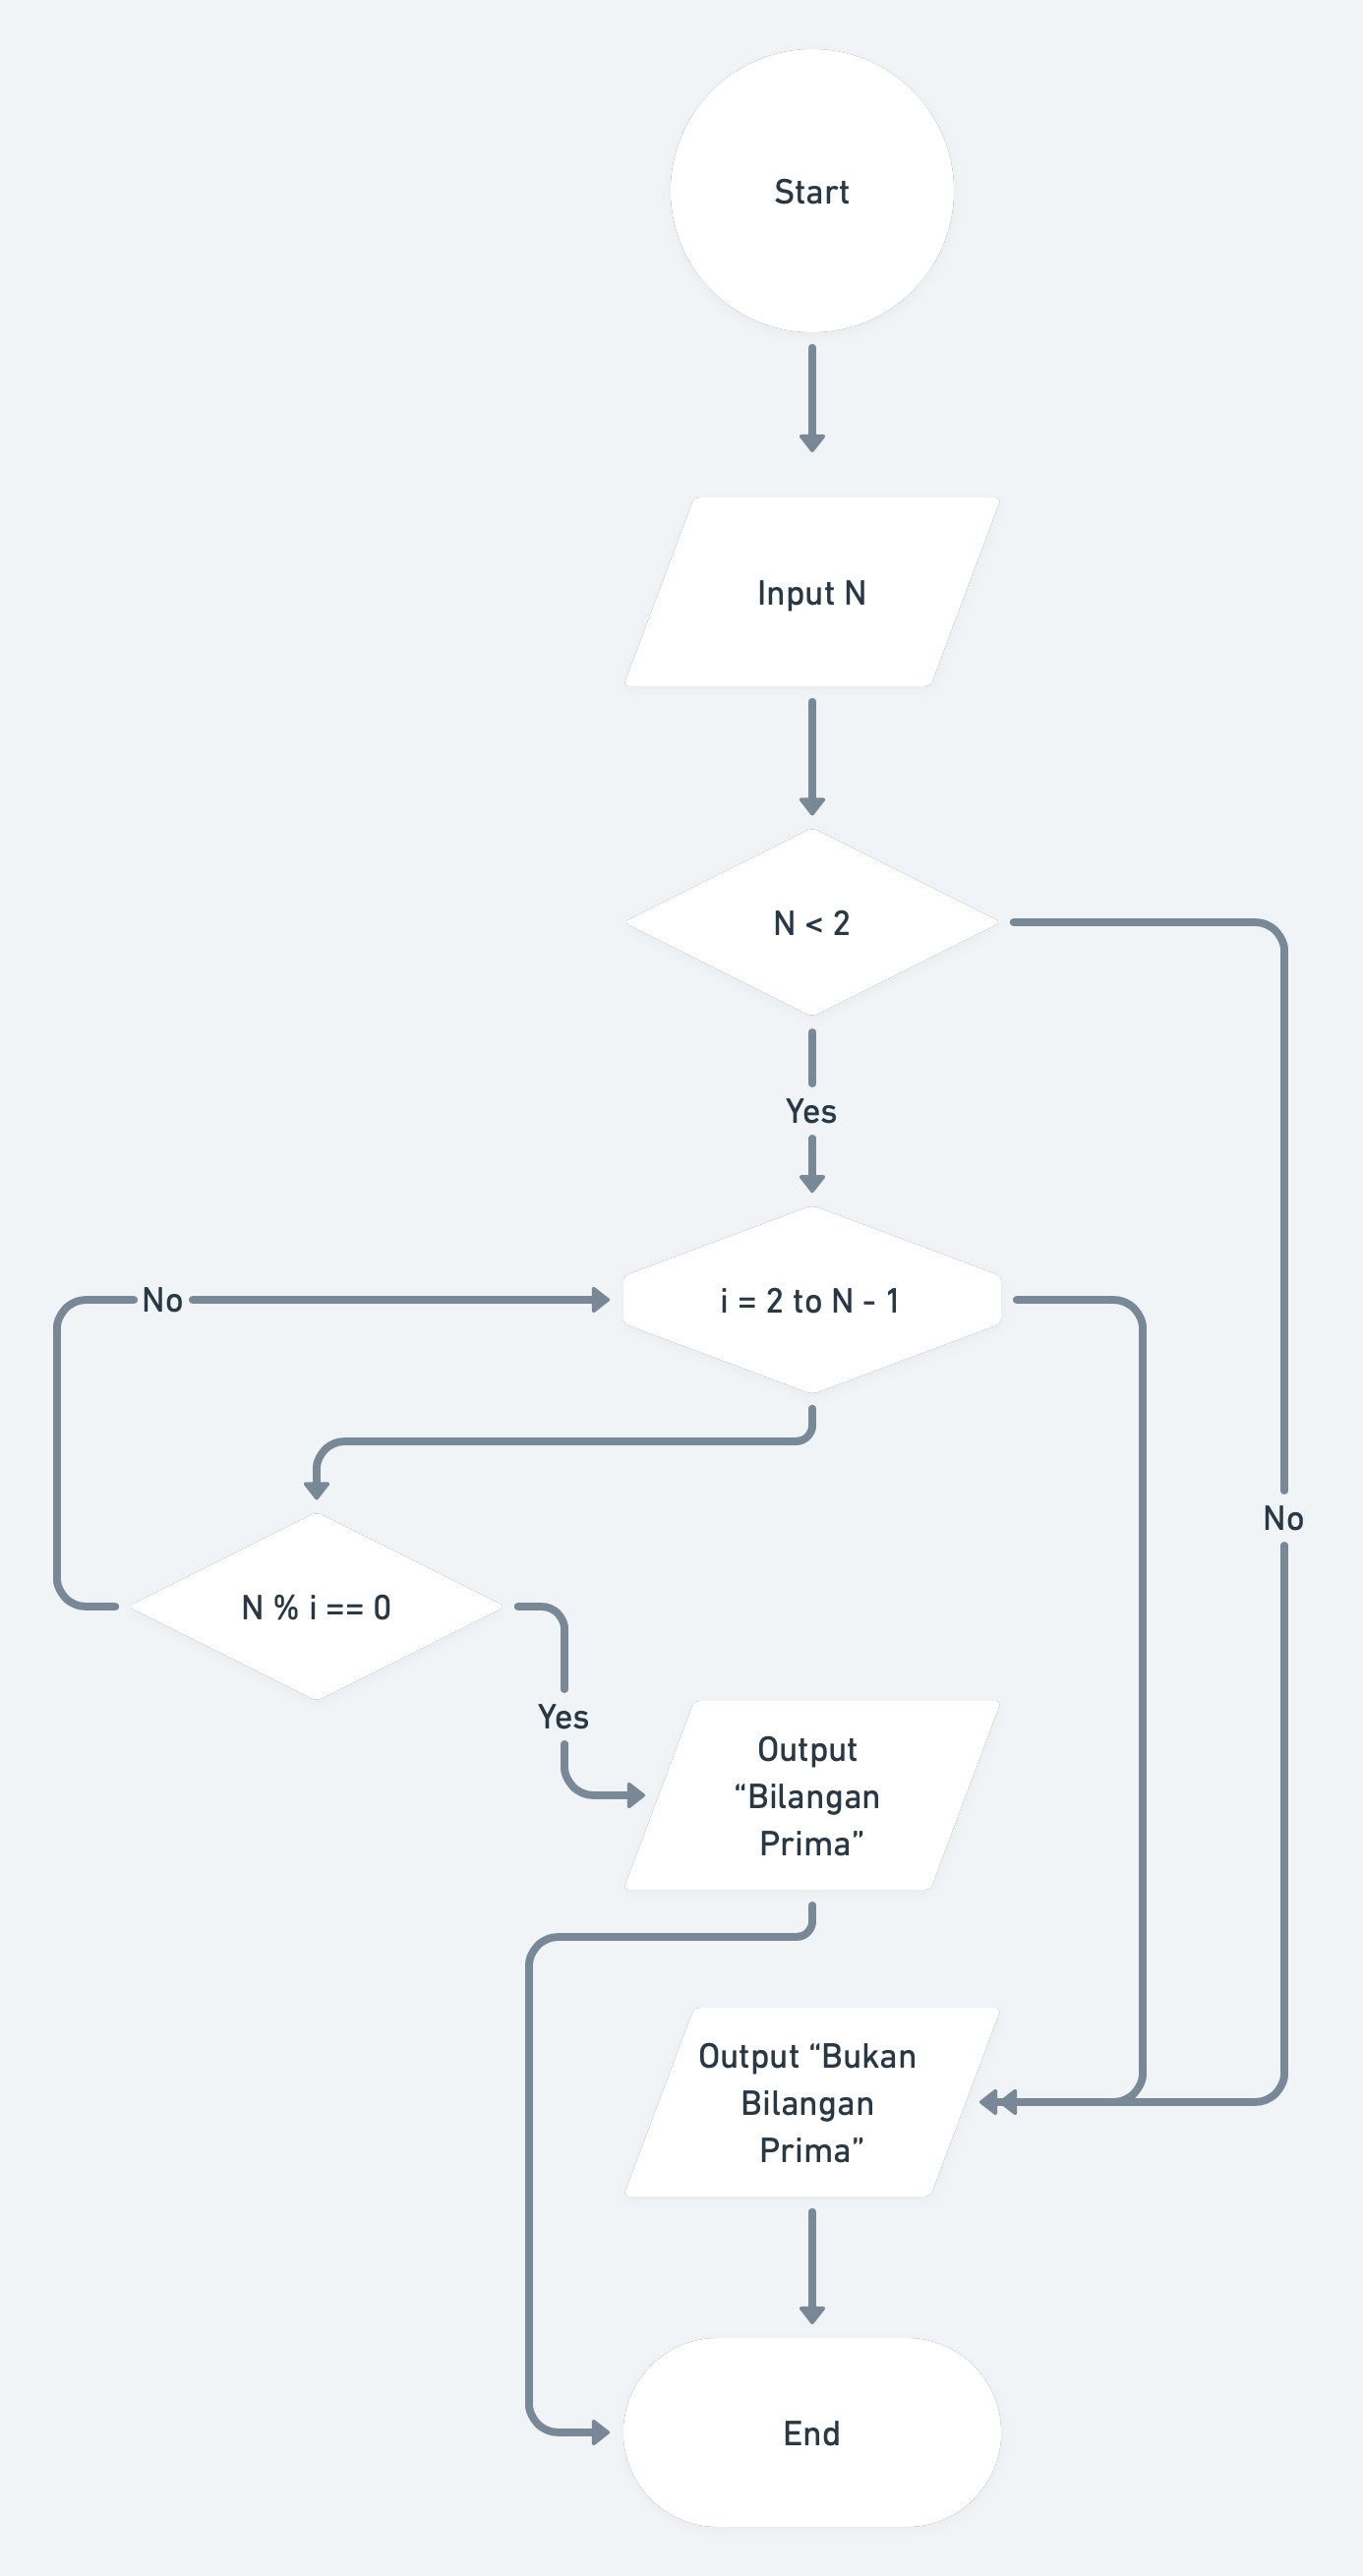 Start
Input N
N < 2
Yes
No
i = 2 to N - 1
No
N % i == 0
Yes
Output
“Bilangan
Prima”
Output “Bukan
Bilangan
Prima”
End